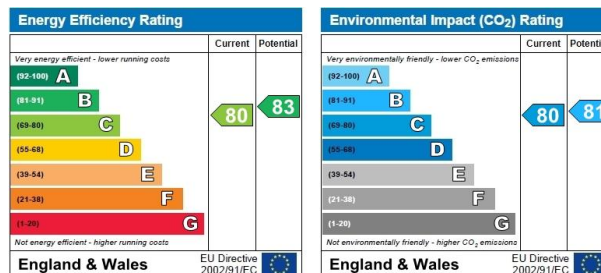 Energy Efficiency Rating
Current Potential
Very energy efficient - lower running costs
(92-100) A
(81-91) B
(69-80) C
(55-68) D
(39-54) E
(21-38) F
(1-20) G
80
83
Not energy efficient - higher running costs
England & Wales
EU Directive
2002/91/EC
Environmental Impact (CO₂) Rating
Current Potenti
Very environmentally friendly - lower CO₂ emissions
(92-100) A
(81-91) B
(69-80) C
(55-68) D
(39-54) E
(21-38) F
(1-20) G
80
81
Not environmentally friendly - higher CO₂ emissions
England & Wales
EU Directive
2002/91/EC